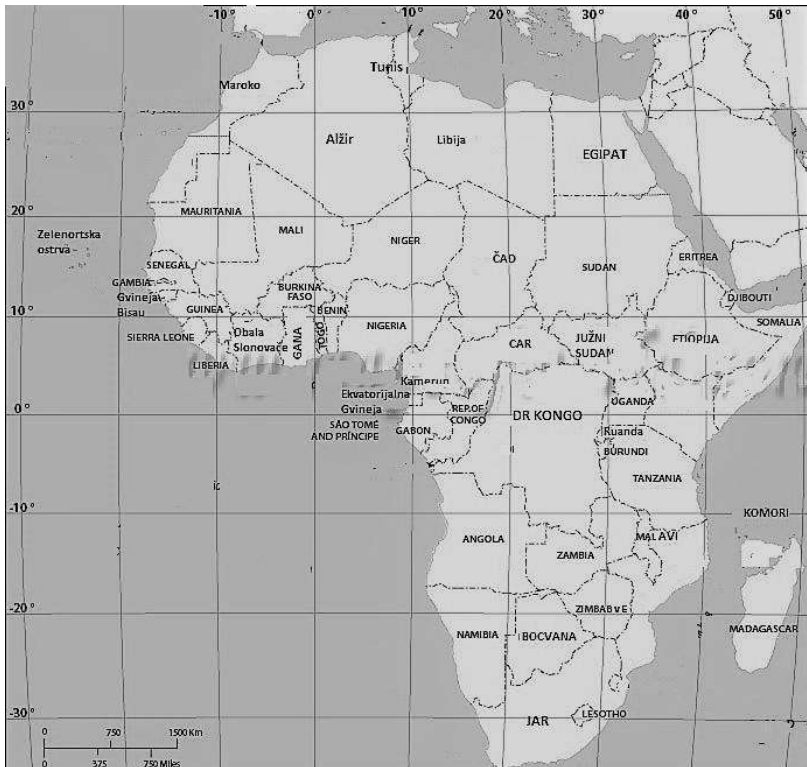 -10° 0° 10° 20° 30° 40° 50°
Tunis
Maroko
30°
Alžir
Libija
EGIPAT
20°
MAURITANIA
MALI
NIGER
ČAD
SUDAN
ERITREA
Zelenortska
ostrva
SENEGAL
GAMBIA
Gvineja
Bisau
GUINEA
BURKINA
FASO
BENIN
NIGERIA
DJIBOUTI
10°
SOMALIA
SIERRA LEONE
Obala
Slonovače
GANA
TOGO
CAR
JUŽNI
SUDAN
ETIOPIJA
LIBERIA
Kamerun
Ekvatorijalna
Gvineja
UGANDA
0°
REP.OF
CONGO
DR KONGO
SÃO TOMÉ
AND PRÍNCIPE
GABON
Ruanda
BURUNDI
TANZANIA
-10°
KOMORI
ANGOLA
ZAMBIA
MALAVI
-20°
ZIMBABvE
NAMIBIA
BOCVANA
MADAGASCAR
-30°
JAR
LESOTHO
0 750 1500 Km
0 375 750 Miles